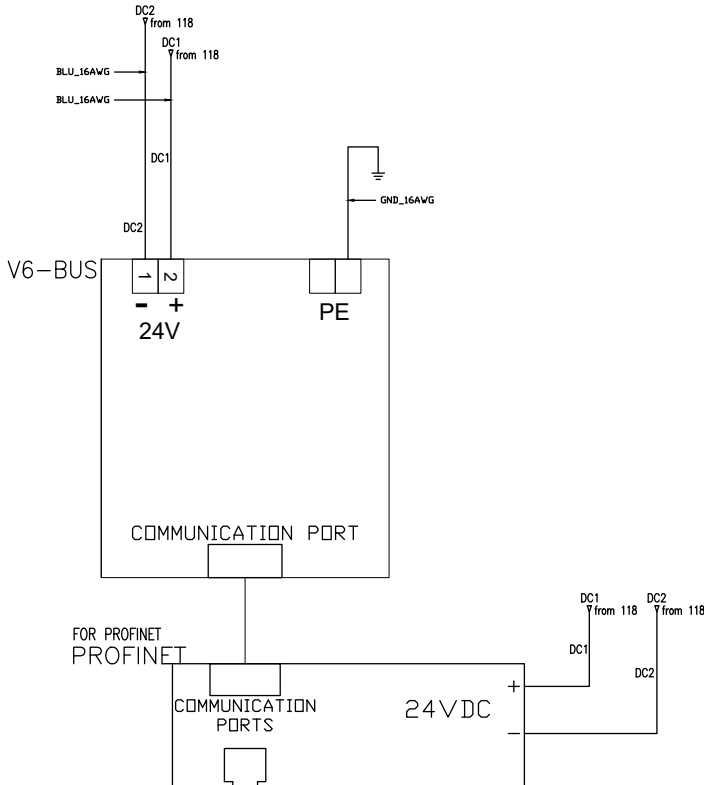 DC2
from 118
DC1
from 118
BLU_16AWG
BLU_16AWG
DC1
GND_16AWG
DC2
V6-BUS
1 2
- +
24V
PE
COMMUNICATION PORT
DC1
from 118
DC2
from 118
FOR PROFINET
PROFINET
DC1
DC2
COMMUNICATION
PORTS
24VDC
+
-